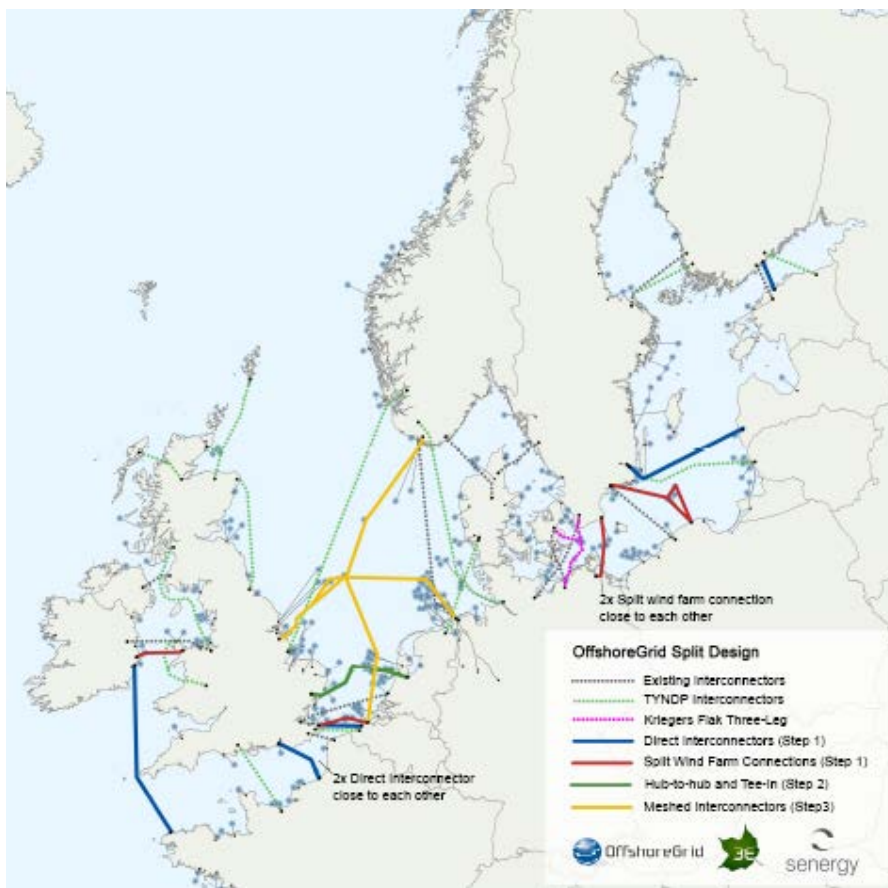 2x Split wind farm connection
close to each other
OffshoreGrid Split Design
Existing Interconnectors
TYNDP Interconnectors
Kriegers Flak Three-Leg
Direct Interconnectors (Step 1)
Split Wind Farm Connections (Step 1)
Hub-to-hub and Tee-in (Step 2)
Meshed Interconnectors (Step3)
2x Direct Interconnector
close to each other
OffshoreGrid
3E
senergy